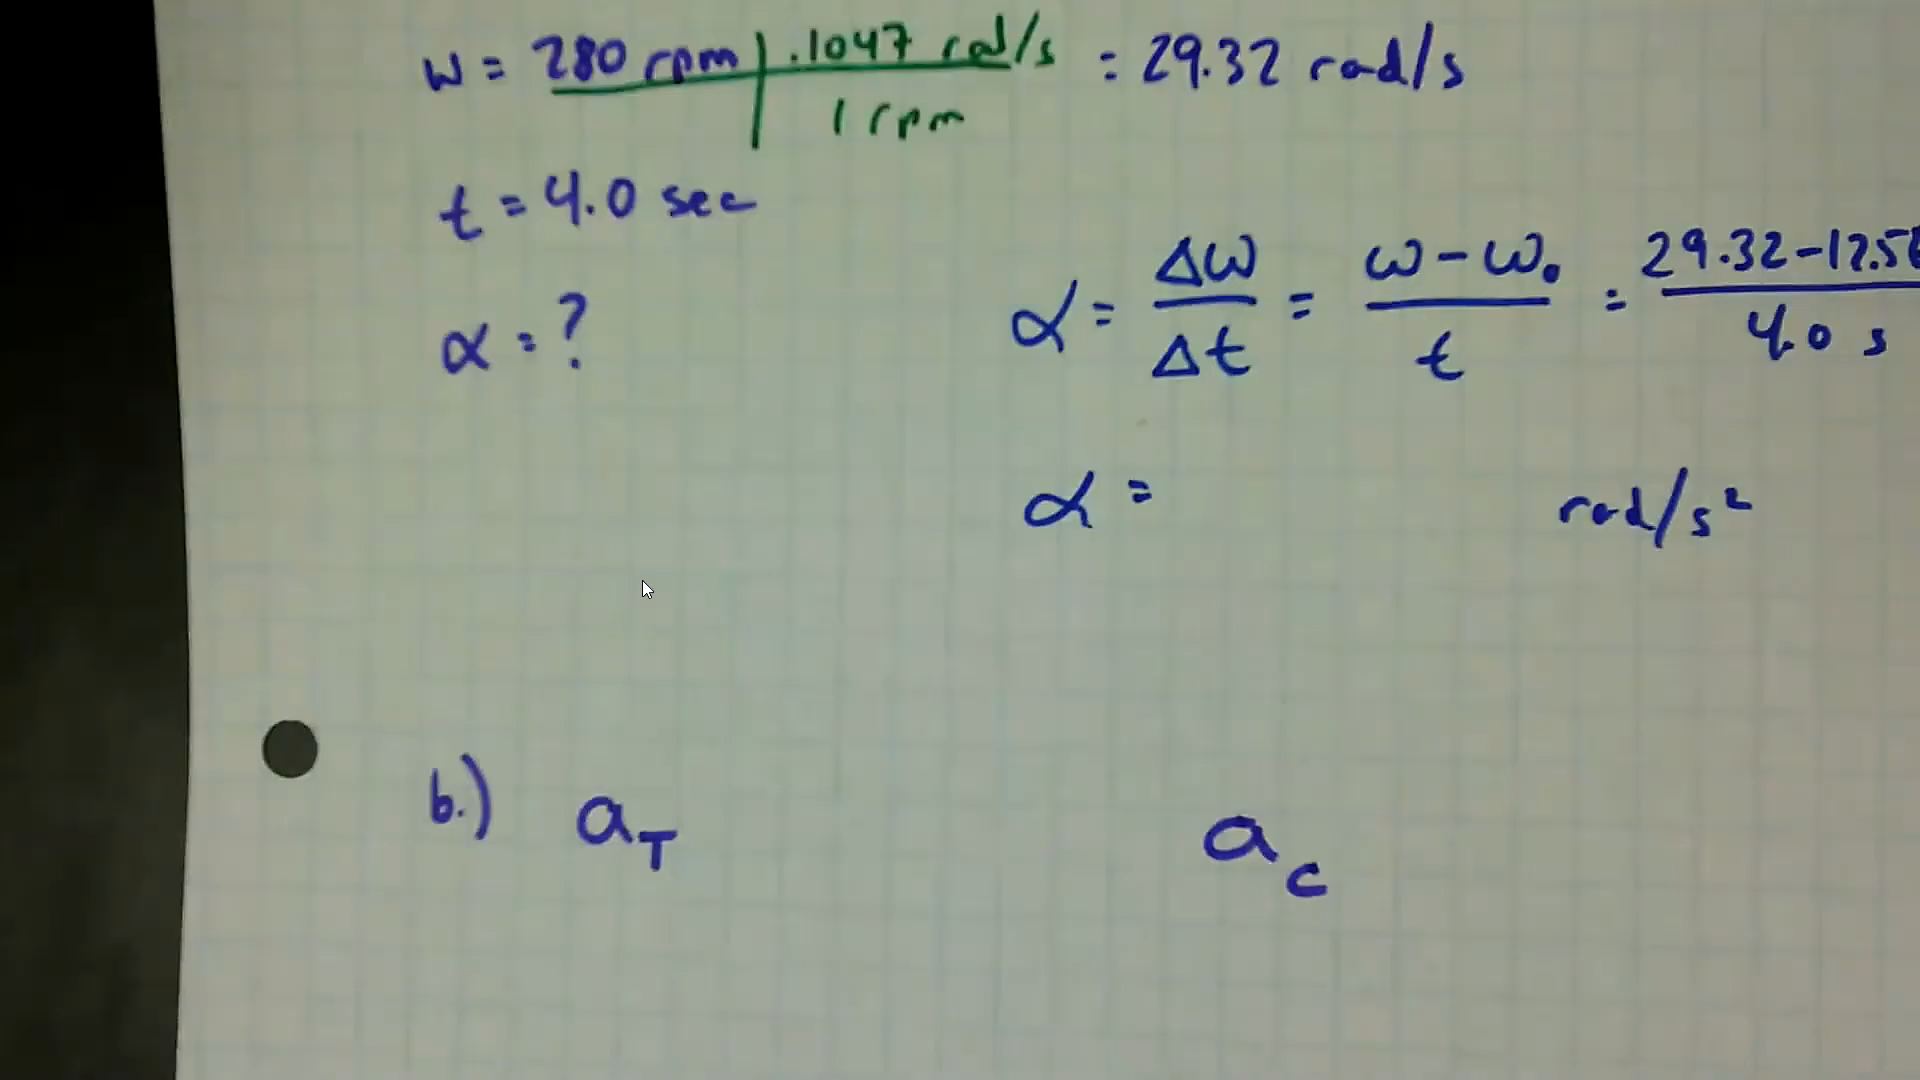 ω = 280 rpm | .1047 rad/s = 29.32 rad/s
1 rpm
t = 4.0 sec
α = Δω / Δt = ω - ω₀ / t = 29.32 - 12.56 / 4.0 s
α = ?
α = rad/s²
b.) a_T a_c